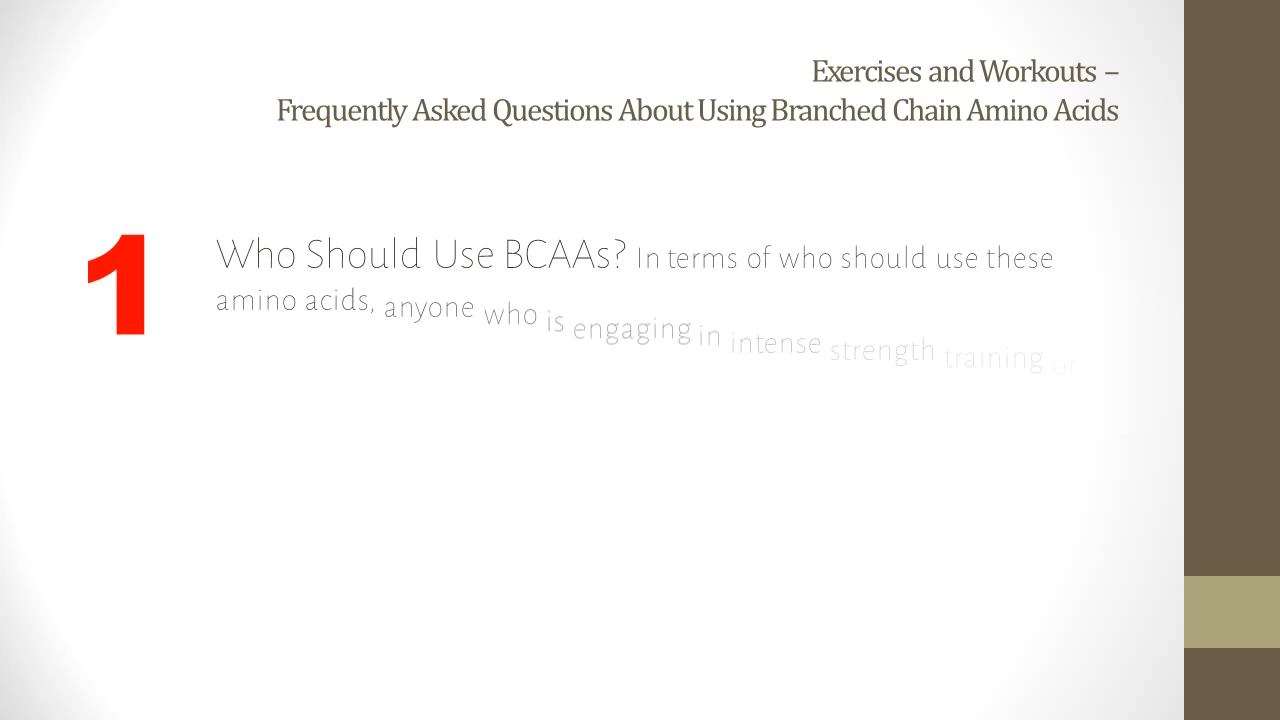 Exercises and Workouts –
Frequently Asked Questions About Using Branched Chain Amino Acids
1
Who Should Use BCAAs? In terms of who should use these
amino acids, anyone who is engaging in intense strength training or